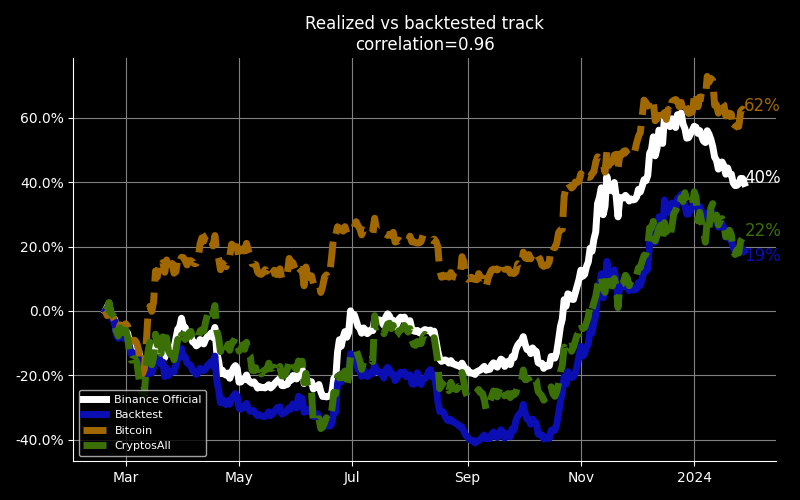 Realized vs backtested track
correlation=0.96
60.0%
40.0%
20.0%
0.0%
-20.0%
-40.0%
62%
40%
22%
19%
Binance Official
Backtest
Bitcoin
CryptosAll
Mar
May
Jul
Sep
Nov
2024